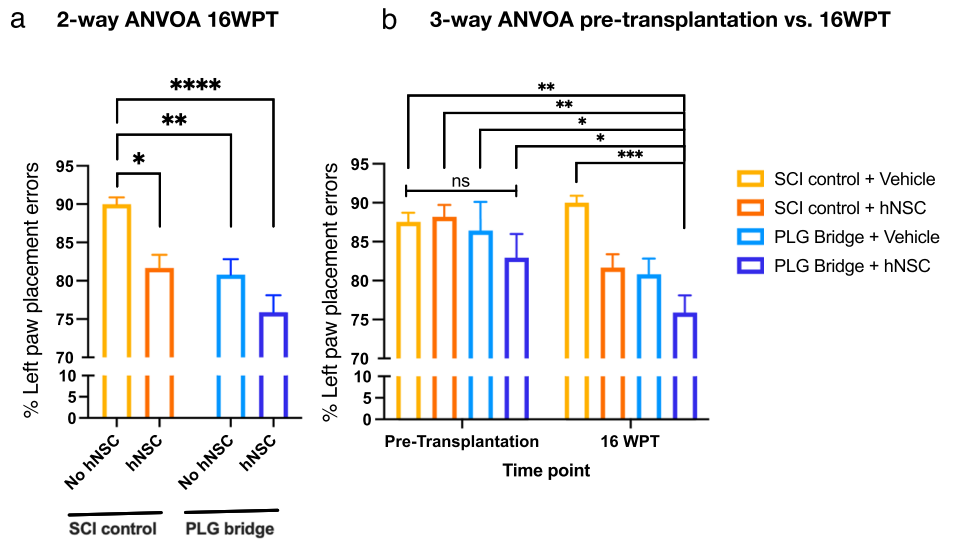 a
2-way ANVOA 16WPT
****
**
*
% Left paw placement errors
95
90
85
80
75
70
10
5
0
No hNSC
hNSC
No hNSC
hNSC
SCI control
PLG bridge
b
3-way ANVOA pre-transplantation vs. 16WPT
**
**
*
*
***
ns
% Left paw placement errors
95
90
85
80
75
70
10
5
0
Pre-Transplantation
16 WPT
Time point
SCI control + Vehicle
SCI control + hNSC
PLG Bridge + Vehicle
PLG Bridge + hNSC